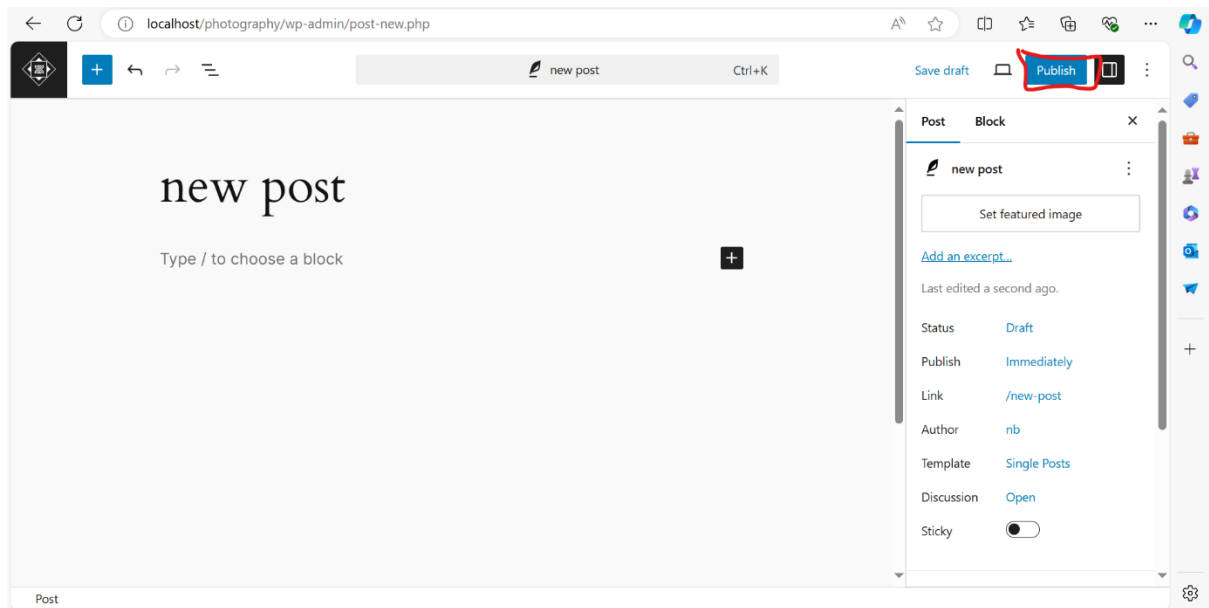 localhost/photography/wp-admin/post-new.php
new post Ctrl+K
Save draft Publish
Post Block
new post
new post
Set featured image
Type / to choose a block
Add an excerpt...
Last edited a second ago.
Status Draft
Publish Immediately
Link /new-post
Author nb
Template Single Posts
Discussion Open
Sticky
Post